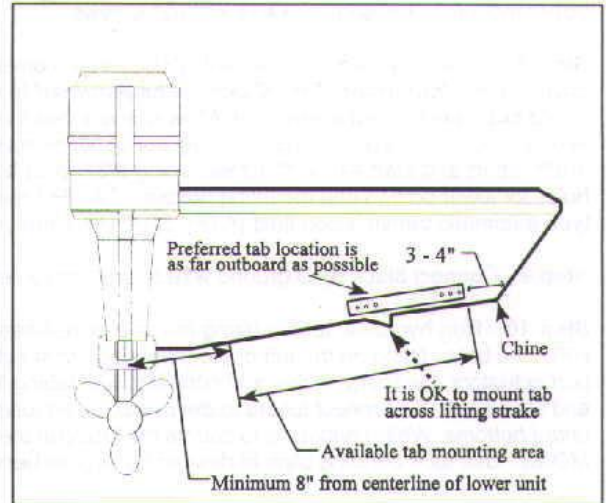 Preferred tab location is
as far outboard as possible
3 - 4"
Chine
It is OK to mount tab
across lifting strake
Available tab mounting area
Minimum 8" from centerline of lower unit